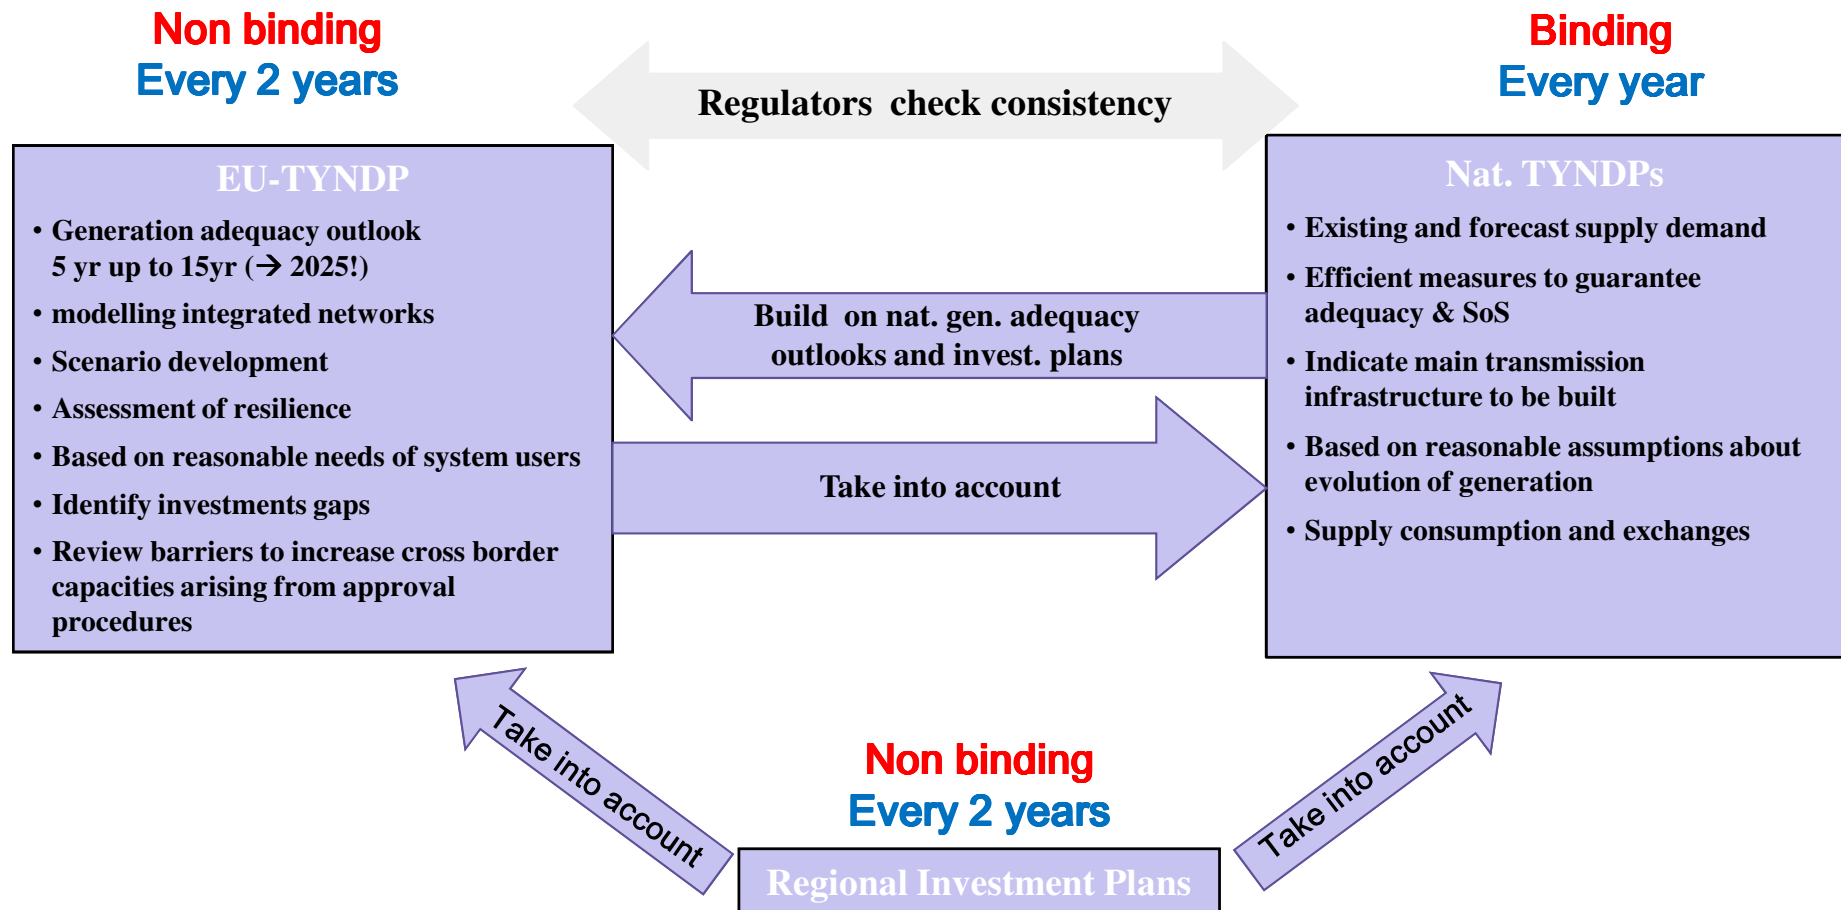 Non binding
Every 2 years
Binding
Every year
Regulators check consistency
EU-TYNDP
• Generation adequacy outlook
5 yr up to 15yr (→ 2025!)
• modelling integrated networks
• Scenario development
• Assessment of resilience
• Based on reasonable needs of system users
• Identify investments gaps
• Review barriers to increase cross border
capacities arising from approval
procedures
Build on nat. gen. adequacy
outlooks and invest. plans
Take into account
Nat. TYNDPs
• Existing and forecast supply demand
• Efficient measures to guarantee
adequacy & SoS
• Indicate main transmission
infrastructure to be built
• Based on reasonable assumptions about
evolution of generation
• Supply consumption and exchanges
Take into account
Non binding
Every 2 years
Take into account
Regional Investment Plans